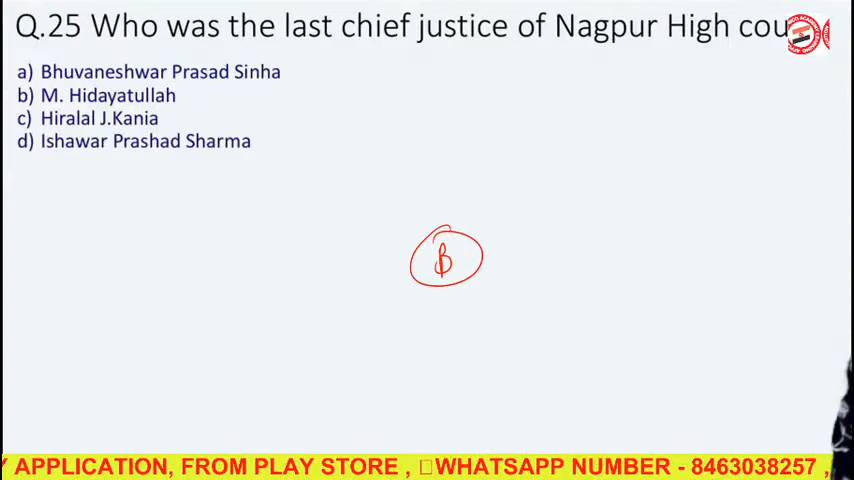 Q.25 Who was the last chief justice of Nagpur High cou
a) Bhuvaneshwar Prasad Sinha
b) M. Hidayatullah
c) Hiralal J.Kania
d) Ishawar Prashad Sharma
B
Y APPLICATION, FROM PLAY STORE , WHATSAPP NUMBER - 8463038257 ,